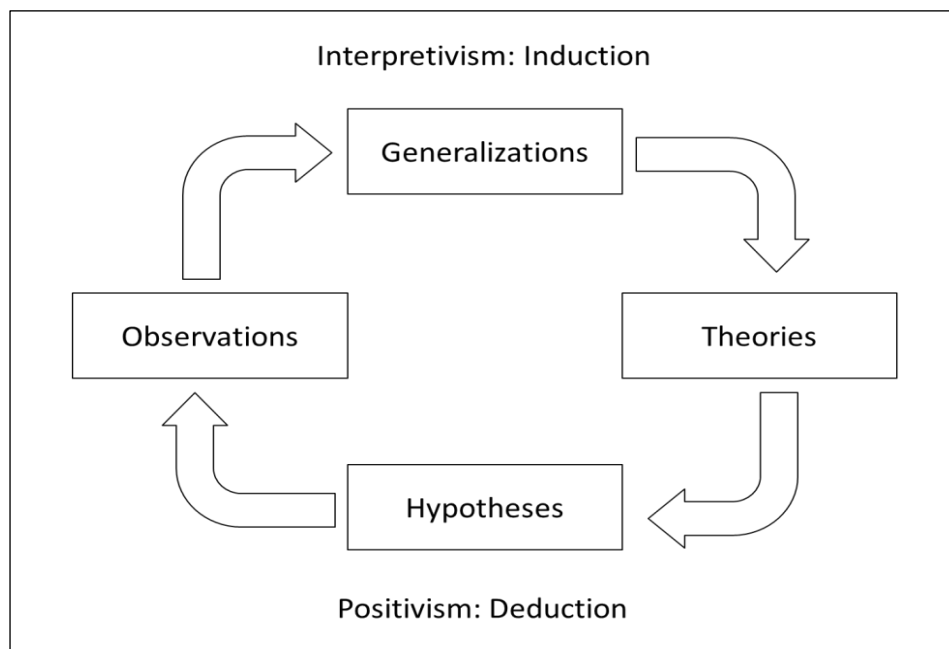 Interpretivism: Induction
Generalizations
Observations
Theories
Hypotheses
Positivism: Deduction